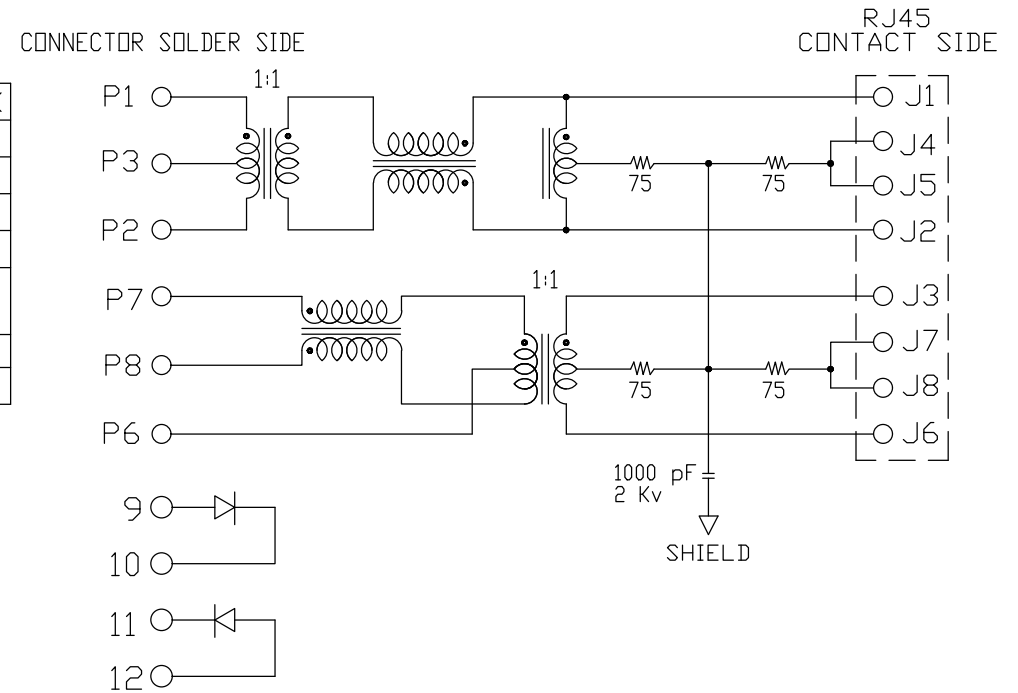 RJ45
CONNECTOR SOLDER SIDE
CONTACT SIDE
1:1
P1
J1
J4
P3
75
75
J5
P2
J2
1:1
P7
J3
J7
P8
75
75
J8
P6
J6
1000 pF
2 Kv
9
SHIELD
10
11
12